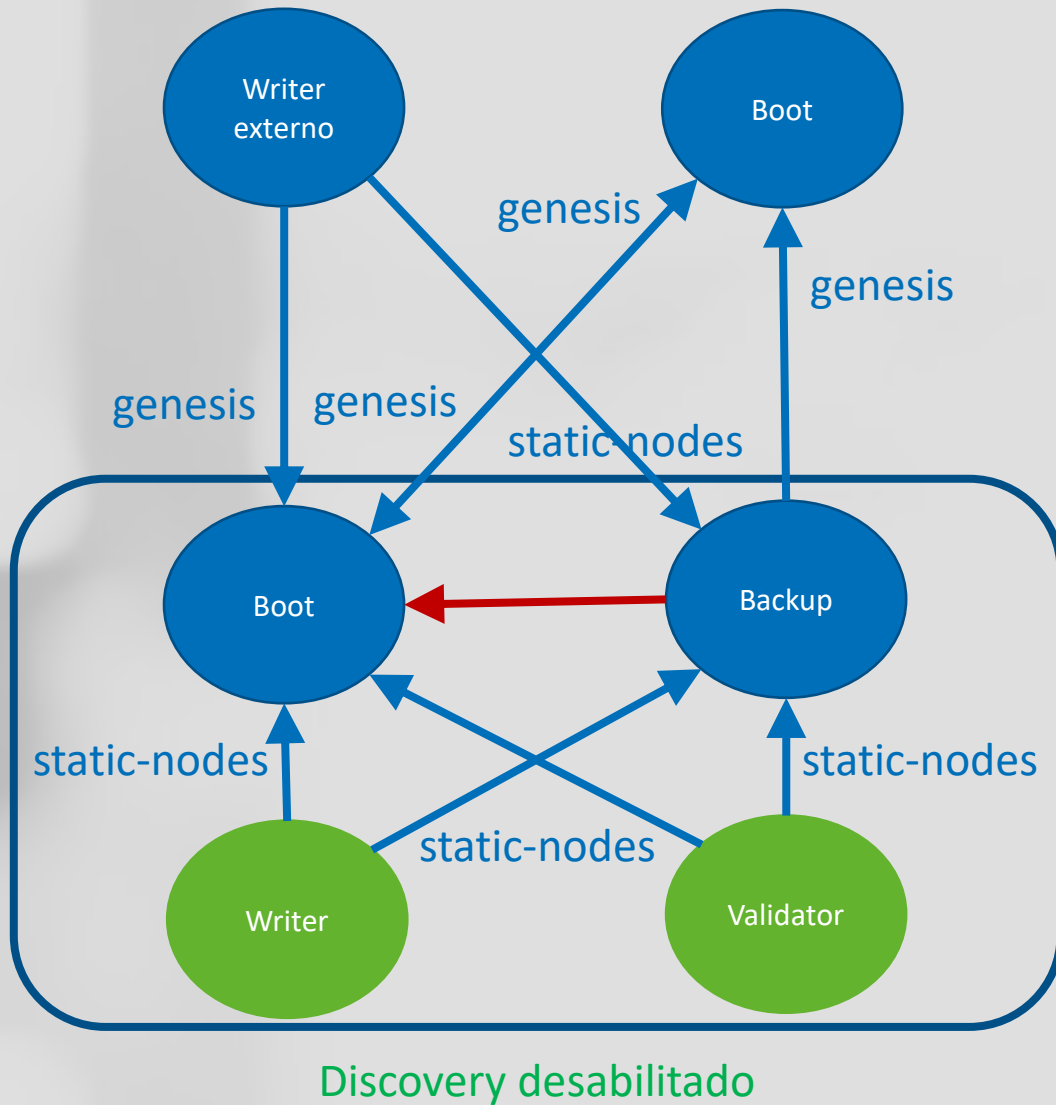 Writer
externo
Boot
genesis
genesis
genesis
genesis
static-nodes
Boot
Backup
static-nodes
static-nodes
static-nodes
Writer
Validator
Discovery desabilitado